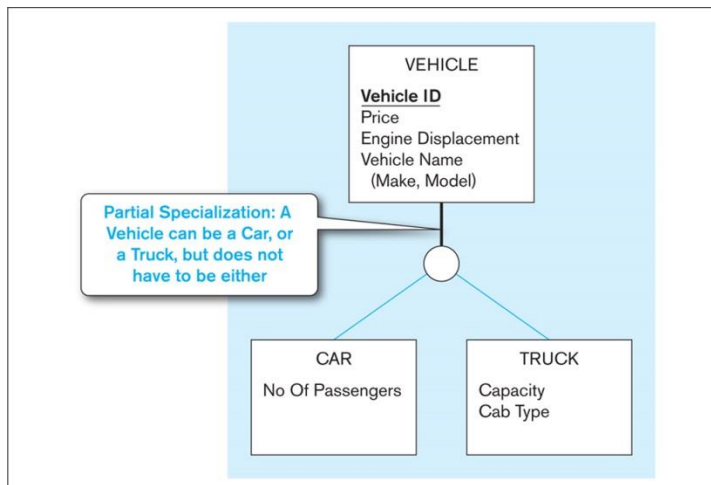 VEHICLE
Vehicle ID
Price
Engine Displacement
Vehicle Name
(Make, Model)
Partial Specialization: A
Vehicle can be a Car, or
a Truck, but does not
have to be either
CAR
No Of Passengers
TRUCK
Capacity
Cab Type